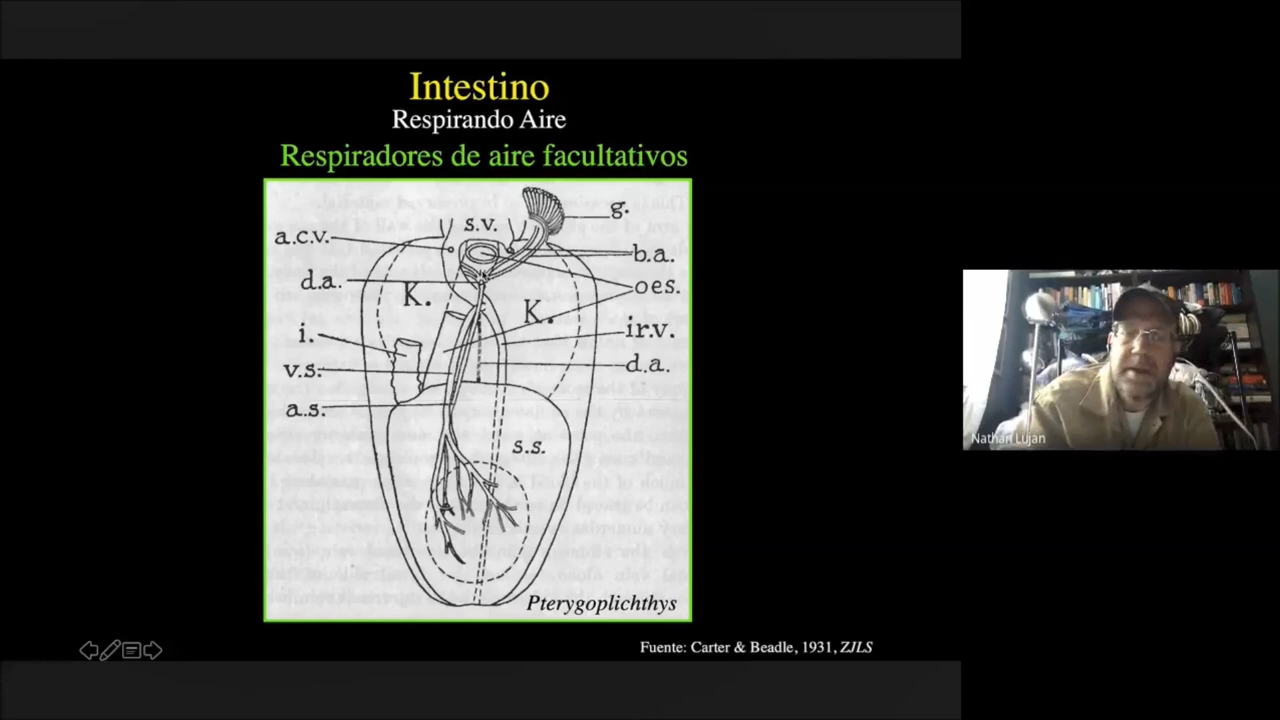 Intestino
Respirando Aire
Respiradores de aire facultativos
g.
s.v.
a.c.v.
b.a.
d.a.
oes.
K.
K.
i.
ir.v.
v.s.
d.a.
a.s.
s.s.
Pterygoplichthys
Fuente: Carter & Beadle, 1931, ZJLS
Nathan Lujan